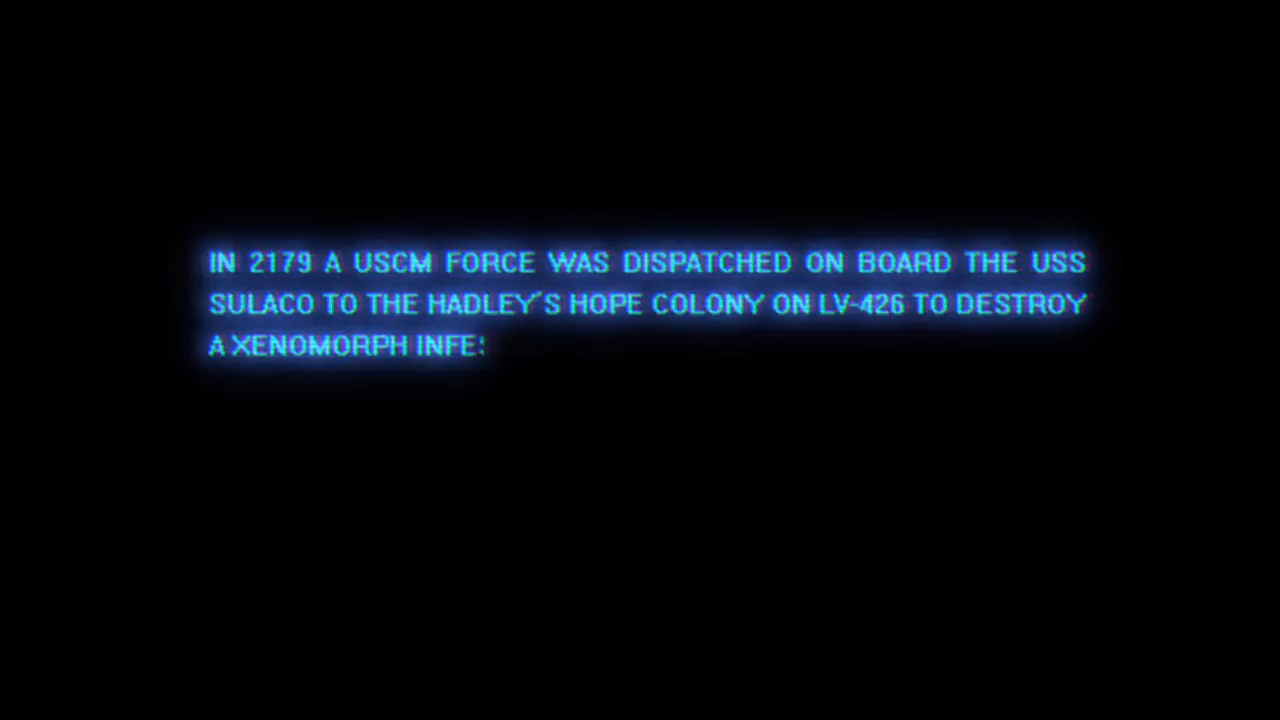 IN 2179 A USCM FORCE WAS DISPATCHED ON BOARD THE USS
SULACO TO THE HADLEY'S HOPE COLONY ON LV-426 TO DESTROY
A XENOMORPH INFE